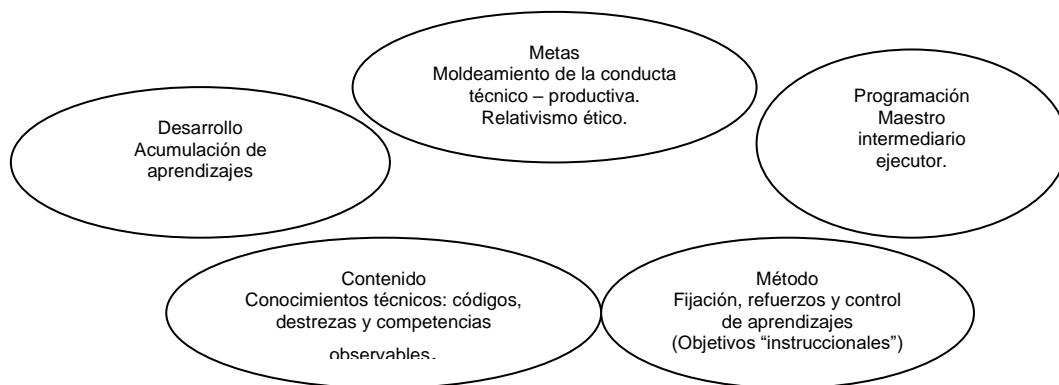 Metas
Moldeamiento de la conducta
técnico – productiva.
Relativismo ético.
Programación
Maestro
intermediario
ejecutor.
Desarrollo
Acumulación de
aprendizajes
Contenido
Conocimientos técnicos: códigos,
destrezas y competencias
observables.
Método
Fijación, refuerzos y control
de aprendizajes
(Objetivos “instruccionales”)